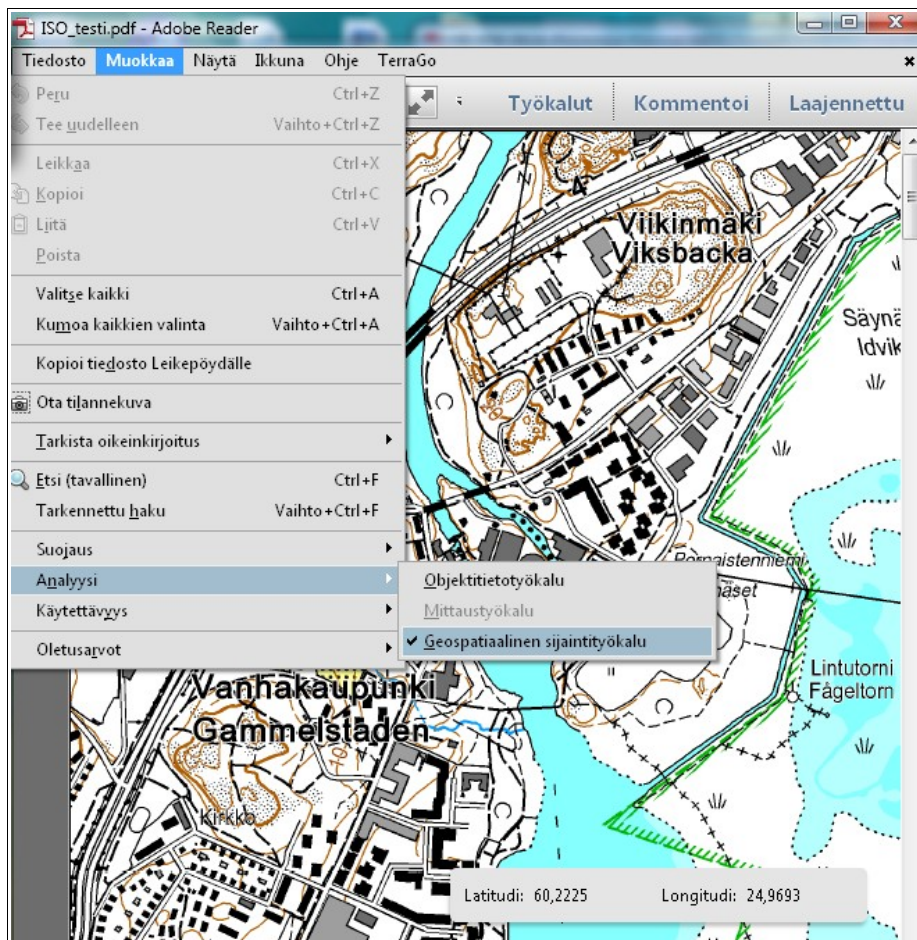 ISO_testi.pdf - Adobe Reader
Tiedosto Muokkaa Näytä Ikkuna Ohje TerraGo
Peru Ctrl+Z
Tee uudelleen Vaihto+Ctrl+Z
Leikkaa Ctrl+X
Kopioi Ctrl+C
Liitä Ctrl+V
Poista
Valitse kaikki Ctrl+A
Kumoa kaikkien valinta Vaihto+Ctrl+A
Kopioi tiedosto Leikepöydälle
Ota tilannekuva
Tarkista oikeinkirjoitus
Etsi (tavallinen) Ctrl+F
Tarkennettu haku Vaihto+Ctrl+F
Suojaus
Analyysi
Käytettävyys
Oletusarvot
Objektitietotyökalu
Mittaustyökalu
Geospatiaalinen sijaintityökalu
Työkalut Kommentoi Laajennettu
4
Viikinmäki
Viksbacka
Säynä
Idvik
Pornaistenniemi
Lintutorni
Fågeltorn
Vanhakaupunki
Gammelstaden
Kirkko
Latitudi: 60,2225 Longitudi: 24,9693